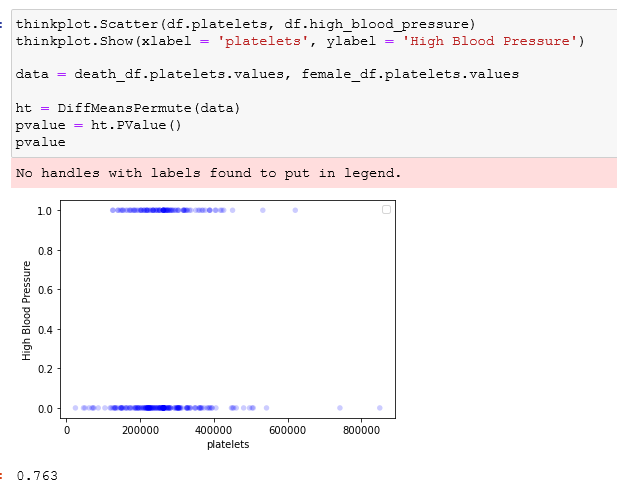 thinkplot.Scatter(df.platelets, df.high_blood_pressure)
thinkplot.Show(xlabel = 'platelets', ylabel = 'High Blood Pressure')
data = death_df.platelets.values, female_df.platelets.values
ht = DiffMeansPermute(data)
pvalue = ht.PValue()
pvalue
No handles with labels found to put in legend.
1.0
0.8
0.6
0.4
0.2
0.0
High Blood Pressure
0 200000 400000 600000 800000
platelets
: 0.763